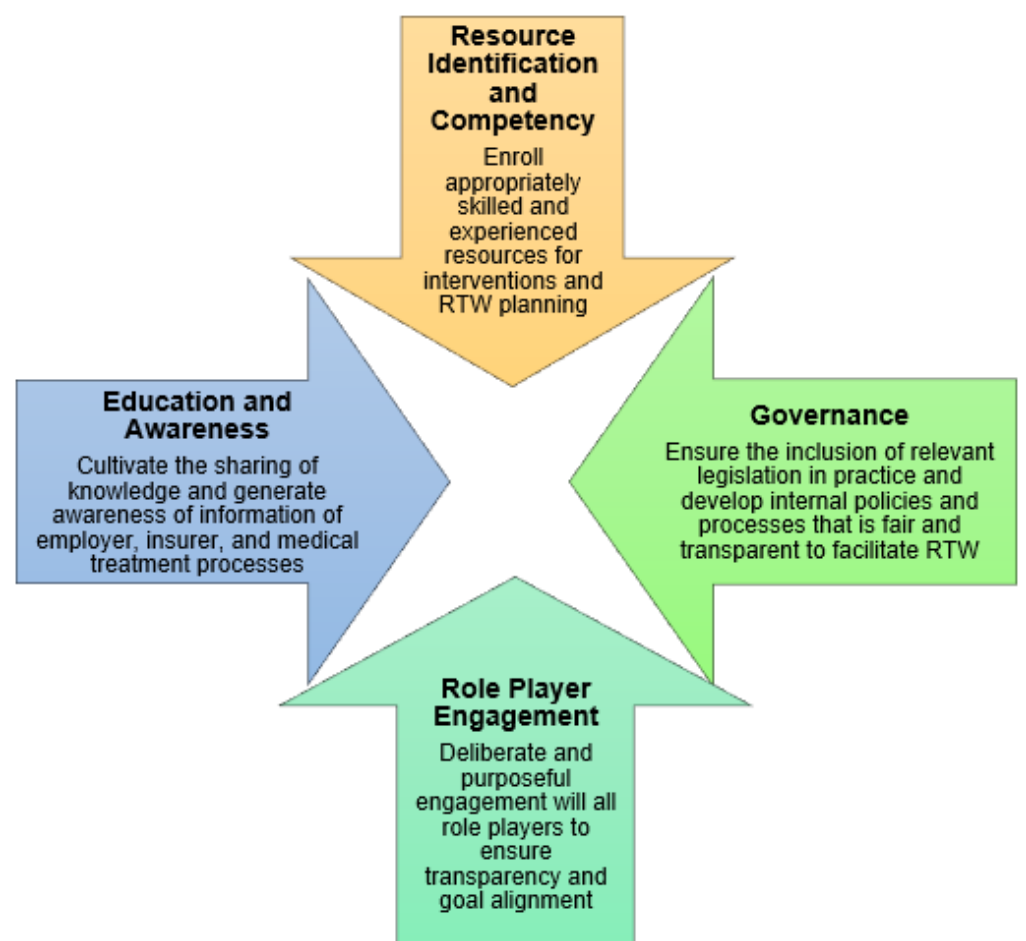 Resource
Identification
and
Competency
Enroll
appropriately
skilled and
experienced
resources for
interventions and
RTW planning
Education and
Awareness
Cultivate the sharing of
knowledge and generate
awareness of information of
employer, insurer, and medical
treatment processes
Governance
Ensure the inclusion of relevant
legislation in practice and
develop internal policies and
processes that is fair and
transparent to facilitate RTW
Role Player
Engagement
Deliberate and
purposeful
engagement will all
role players to
ensure
transparency and
goal alignment